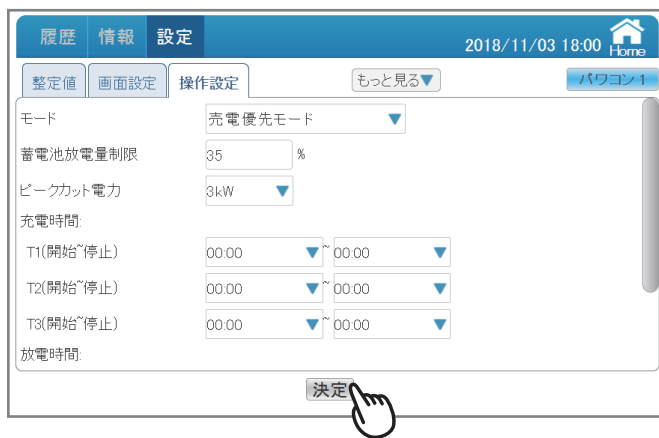 履歴 情報 設定 2018/11/03 18:00 Home
整定値 画面設定 操作設定 もっと見る▼ パワコン1
モード 売電優先モード ▼
蓄電池放電量制限 35 %
ピークカット電力 3kW ▼
充電時間:
T1(開始~停止) 00:00 ▼ ~ 00:00 ▼
T2(開始~停止) 00:00 ▼ ~ 00:00 ▼
T3(開始~停止) 00:00 ▼ ~ 00:00 ▼
放電時間:
決定